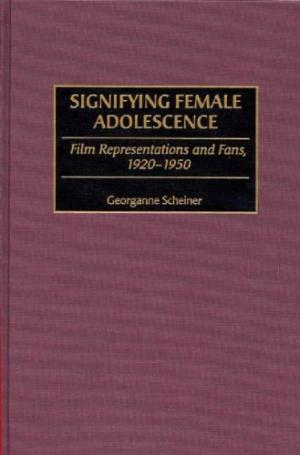 SIGNIFYING FEMALE
ADOLESCENCE
Film Representations and Fans,
1920–1950
Georganne Scheiner